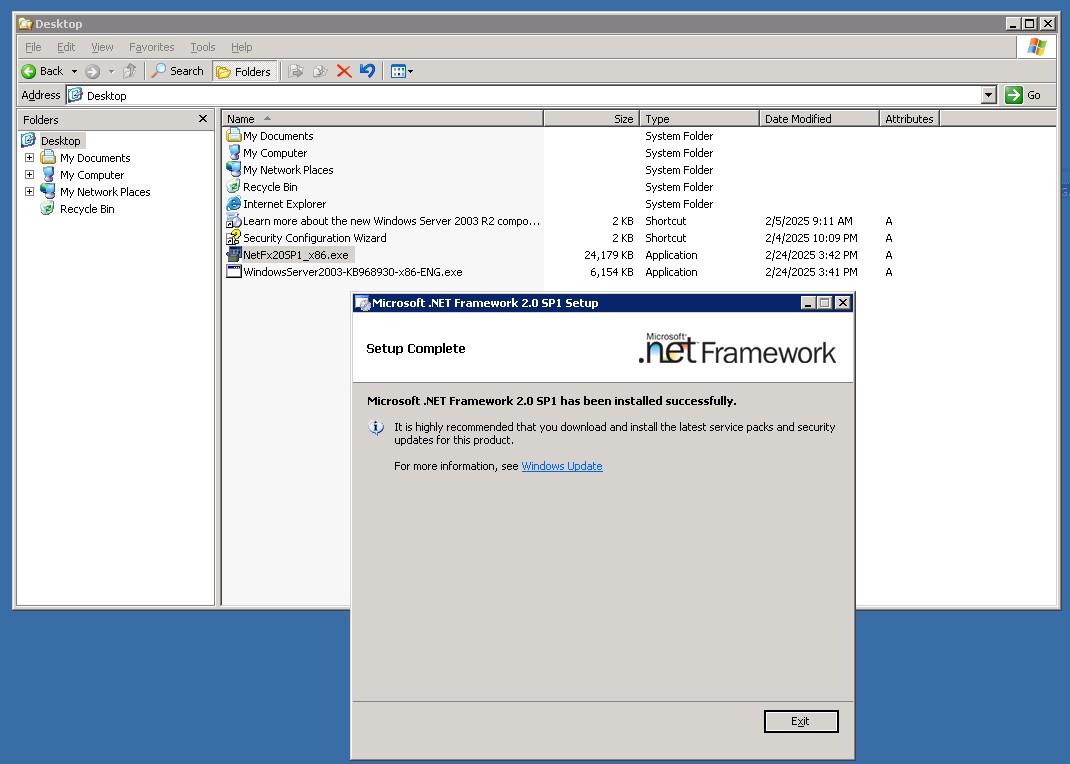 Desktop
File Edit View Favorites Tools Help
Back Search Folders
Address Desktop Go
Folders
Desktop
My Documents
My Computer
My Network Places
Recycle Bin
Name Size Type Date Modified Attributes
My Documents System Folder
My Computer System Folder
My Network Places System Folder
Recycle Bin System Folder
Internet Explorer System Folder
Learn more about the new Windows Server 2003 R2 compo... 2 KB Shortcut 2/5/2025 9:11 AM A
Security Configuration Wizard 2 KB Shortcut 2/4/2025 10:09 PM A
NetFx20SP1_x86.exe 24,179 KB Application 2/24/2025 3:42 PM A
WindowsServer2003-KB968930-x86-ENG.exe 6,154 KB Application 2/24/2025 3:41 PM A
Microsoft .NET Framework 2.0 SP1 Setup
Setup Complete
Microsoft
.net Framework
Microsoft .NET Framework 2.0 SP1 has been installed successfully.
It is highly recommended that you download and install the latest service packs and security
updates for this product.
For more information, see Windows Update
Exit